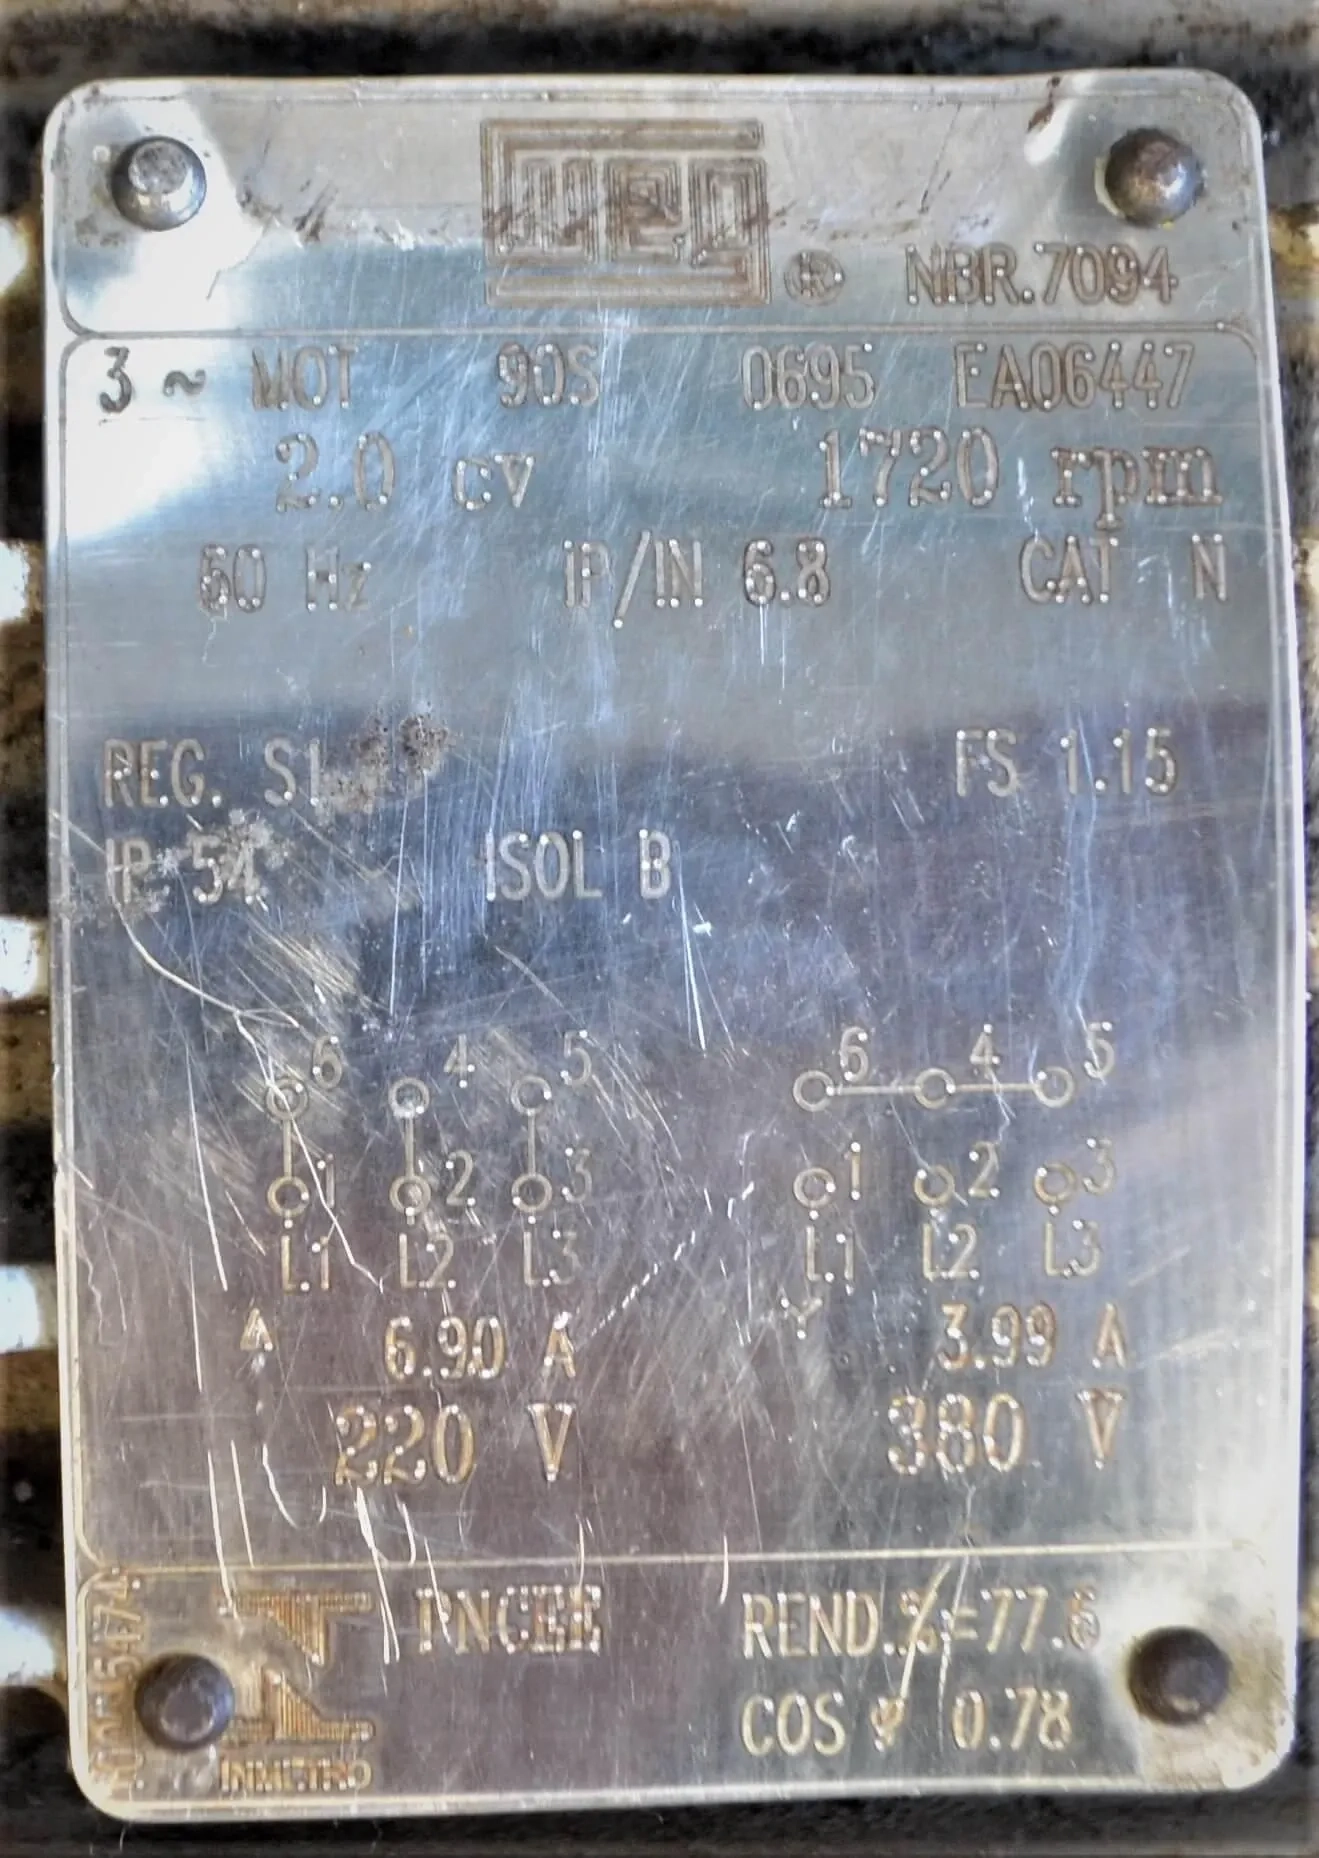 WEG
® NBR.7094
3 ~ MOT 90S 0695 EA06447
2.0 cv 1720 rpm
60 Hz IP/IN 6.8 CAT N
REG. S1 FS 1.15
IP 54 ISOL B
6 4 5 6 4 5
1 2 3 1 2 3
L1 L2 L3 L1 L2 L3
Δ 6.90 A Y 3.99 A
220 V 380 V
PNCEE REND.%=77.6
COS φ 0.78
INMETRO